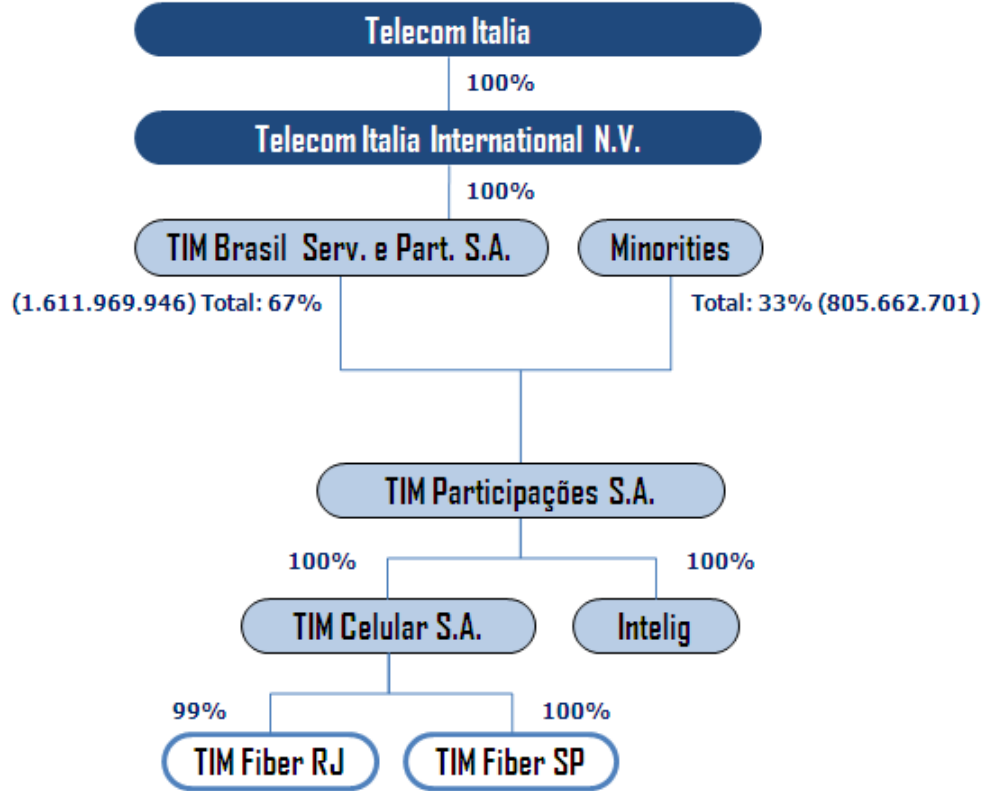 Telecom Italia
100%
Telecom Italia International N.V.
100%
TIM Brasil Serv. e Part. S.A.
Minorities
(1.611.969.946) Total: 67%
Total: 33% (805.662.701)
TIM Participações S.A.
100%
100%
TIM Celular S.A.
Intelig
99%
100%
TIM Fiber RJ
TIM Fiber SP